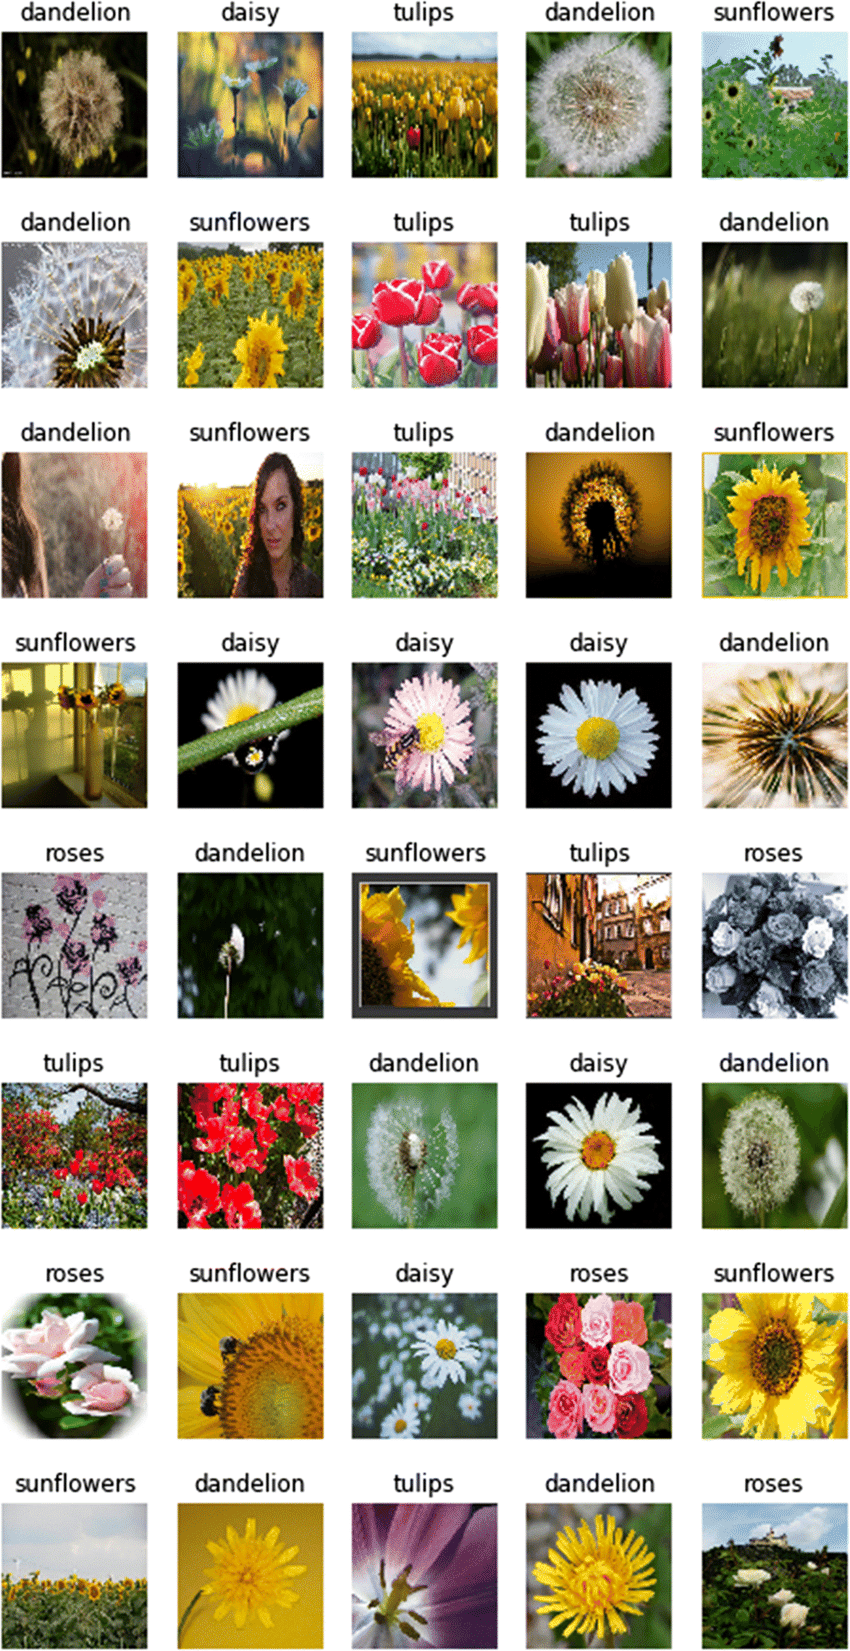 dandelion daisy tulips dandelion sunflowers
dandelion sunflowers tulips tulips dandelion
dandelion sunflowers tulips dandelion sunflowers
sunflowers daisy daisy daisy dandelion
roses dandelion sunflowers tulips roses
tulips tulips dandelion daisy dandelion
roses sunflowers daisy roses sunflowers
sunflowers dandelion tulips dandelion roses